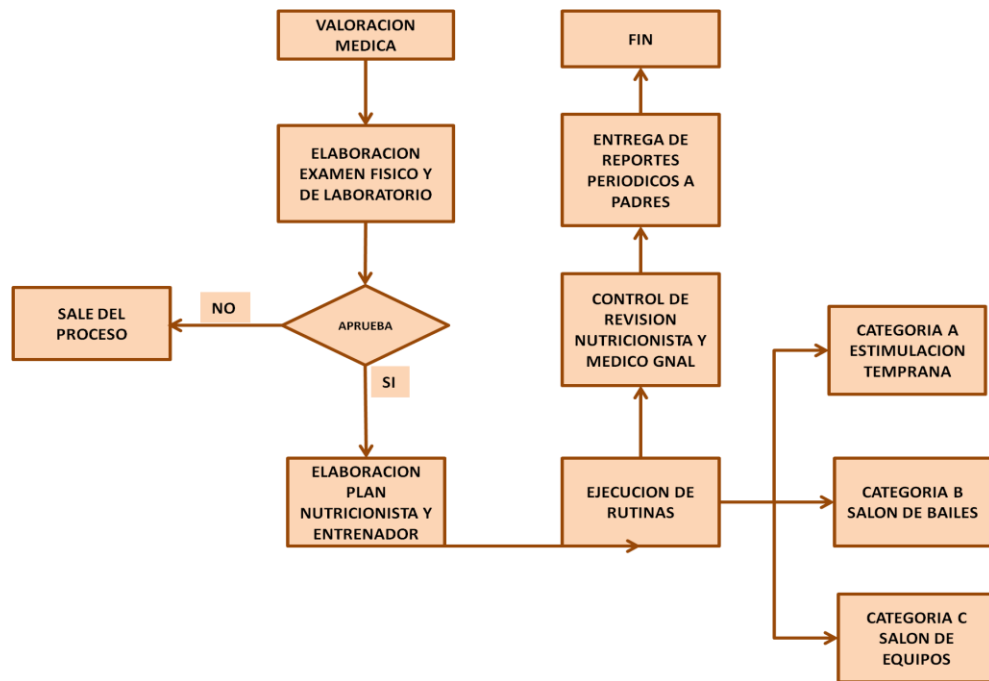 VALORACION
MEDICA
ELABORACION
EXAMEN FISICO Y
DE LABORATORIO
APRUEBA
NO
SALE DEL
PROCESO
SI
ELABORACION
PLAN
NUTRICIONISTA Y
ENTRENADOR
EJECUCION DE
RUTINAS
CONTROL DE
REVISION
NUTRICIONISTA Y
MEDICO GNAL
ENTREGA DE
REPORTES
PERIODICOS A
PADRES
FIN
CATEGORIA A
ESTIMULACION
TEMPRANA
CATEGORIA B
SALON DE BAILES
CATEGORIA C
SALON DE
EQUIPOS